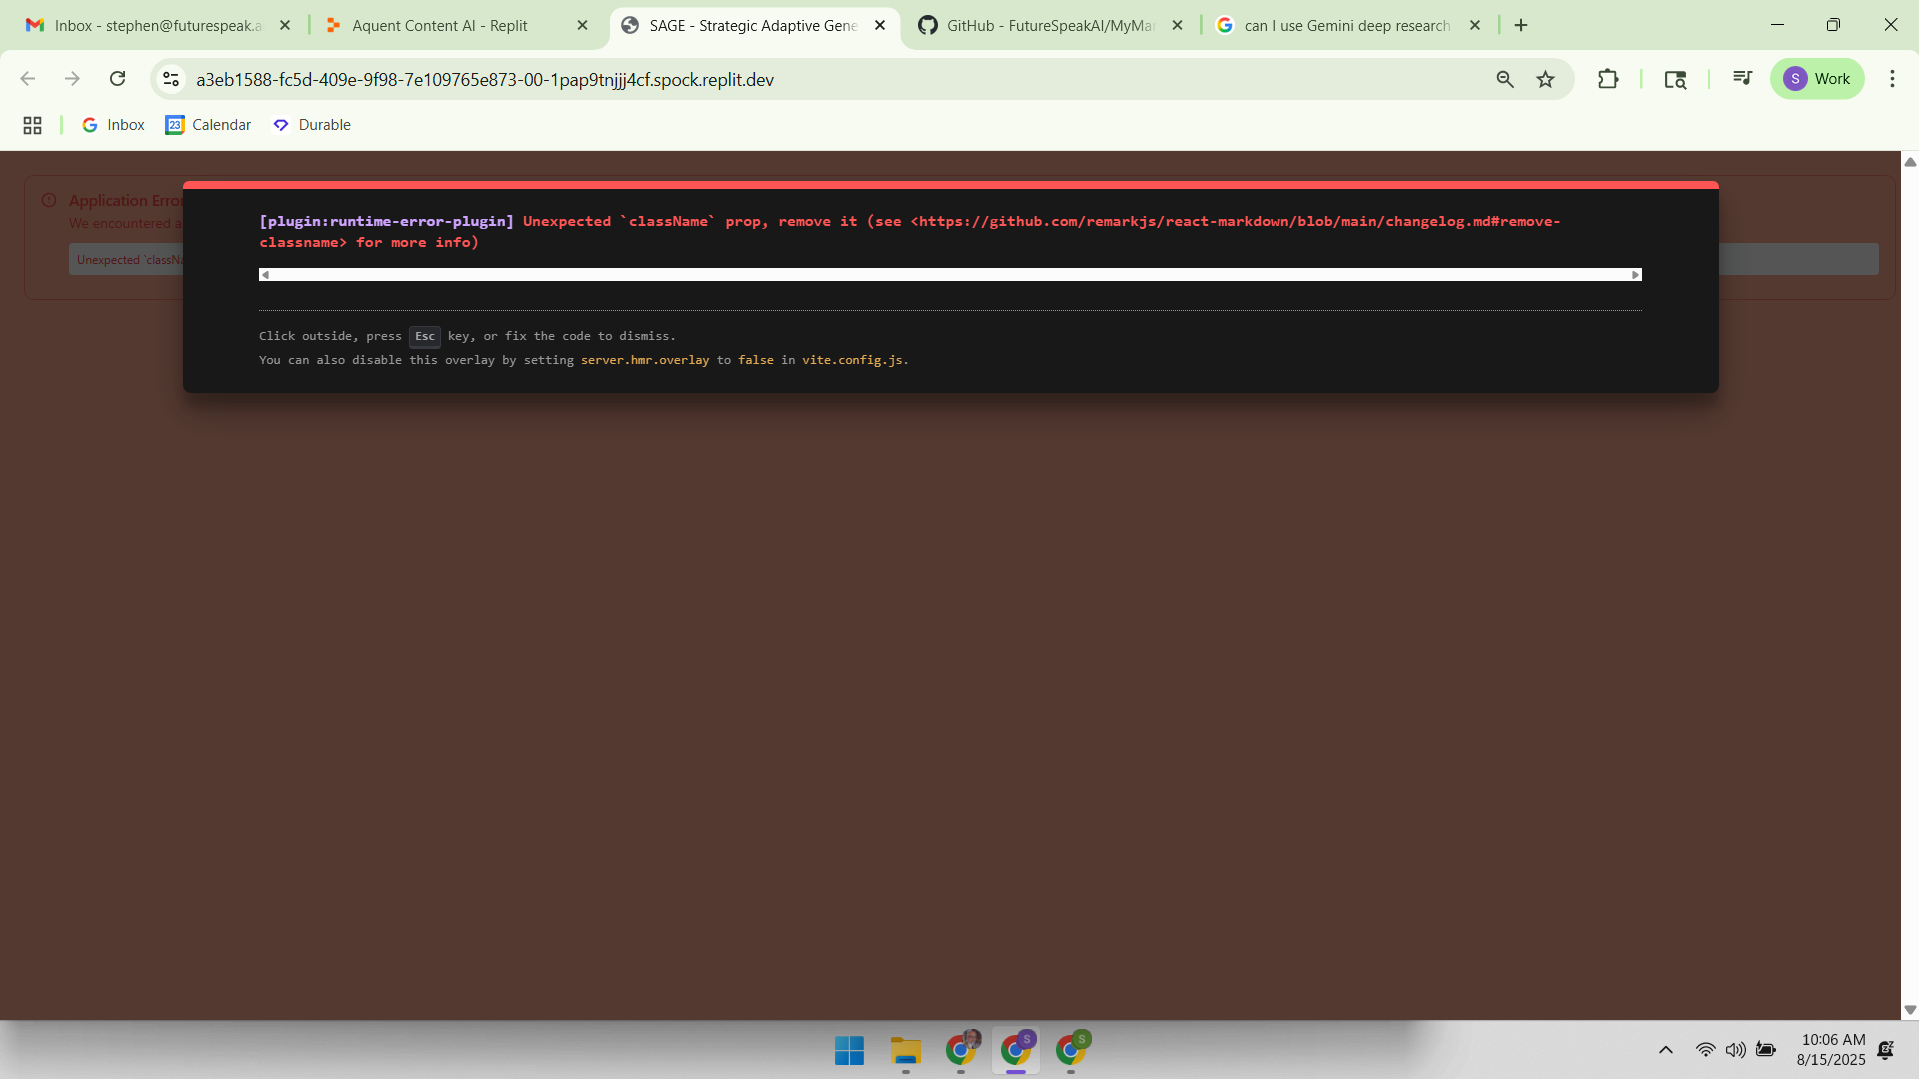 Inbox - stephen@futurespeak.a
Aquent Content AI - Replit
SAGE - Strategic Adaptive Gene
GitHub - FutureSpeakAI/MyMar
can I use Gemini deep research
a3eb1588-fc5d-409e-9f98-7e109765e873-00-1pap9tnjjj4cf.spock.replit.dev
S Work
Inbox
23 Calendar
Durable
Application Error
We encountered a
Unexpected `classNa
[plugin:runtime-error-plugin] Unexpected `className` prop, remove it (see <https://github.com/remarkjs/react-markdown/blob/main/changelog.md#remove-
classname> for more info)
Click outside, press Esc key, or fix the code to dismiss.
You can also disable this overlay by setting server.hmr.overlay to false in vite.config.js.
S
S
10:06 AM
8/15/2025